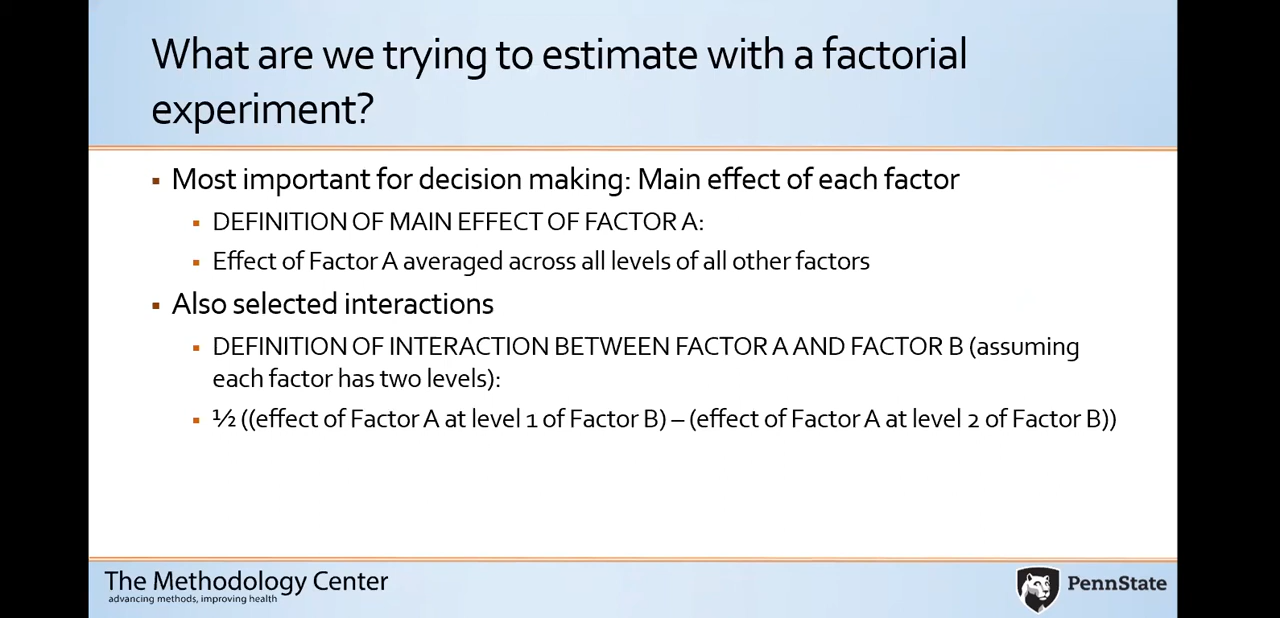 What are we trying to estimate with a factorial
experiment?
▪ Most important for decision making: Main effect of each factor
▪ DEFINITION OF MAIN EFFECT OF FACTOR A:
▪ Effect of Factor A averaged across all levels of all other factors
▪ Also selected interactions
▪ DEFINITION OF INTERACTION BETWEEN FACTOR A AND FACTOR B (assuming
each factor has two levels):
▪ ½ ((effect of Factor A at level 1 of Factor B) – (effect of Factor A at level 2 of Factor B))
The Methodology Center
advancing methods, improving health
PennState